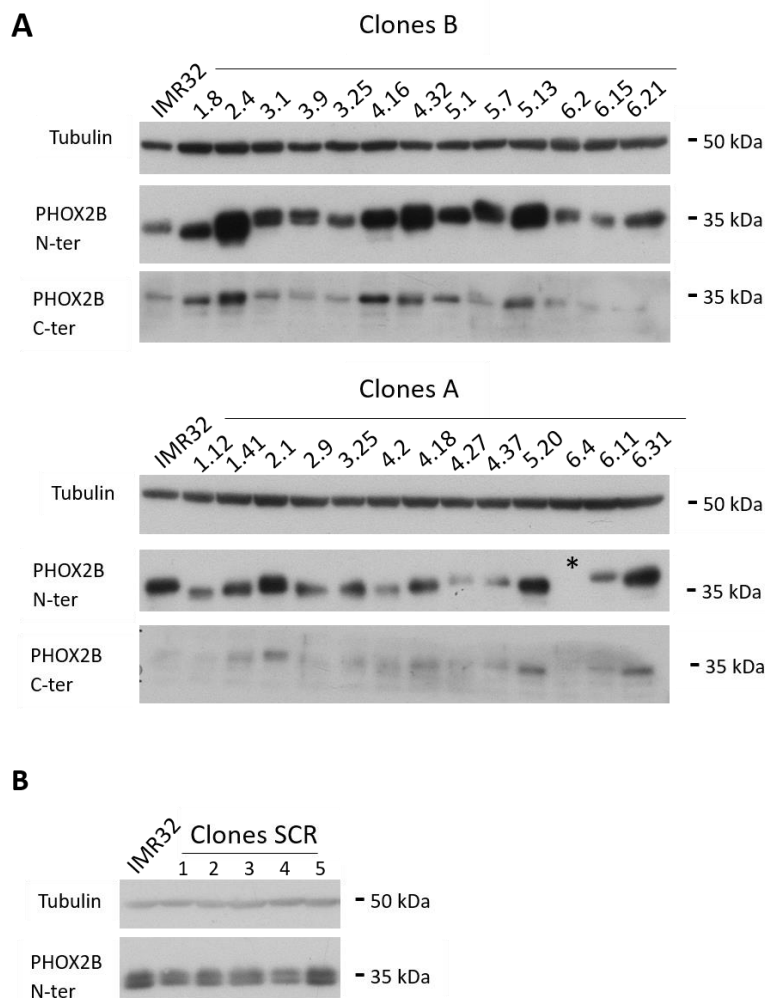 A
Clones B
IMR32 1.8 2.4 3.1 3.9 3.25 4.16 4.32 5.1 5.7 5.13 6.2 6.15 6.21
Tubulin - 50 kDa
PHOX2B
N-ter
- 35 kDa
PHOX2B
C-ter
- 35 kDa
Clones A
IMR32 1.12 1.41 2.1 2.9 3.25 4.2 4.18 4.27 4.37 5.20 6.4 6.11 6.31
Tubulin - 50 kDa
PHOX2B
N-ter
*
- 35 kDa
PHOX2B
C-ter
- 35 kDa
B
IMR32 Clones SCR
1 2 3 4 5
Tubulin - 50 kDa
PHOX2B
N-ter
- 35 kDa